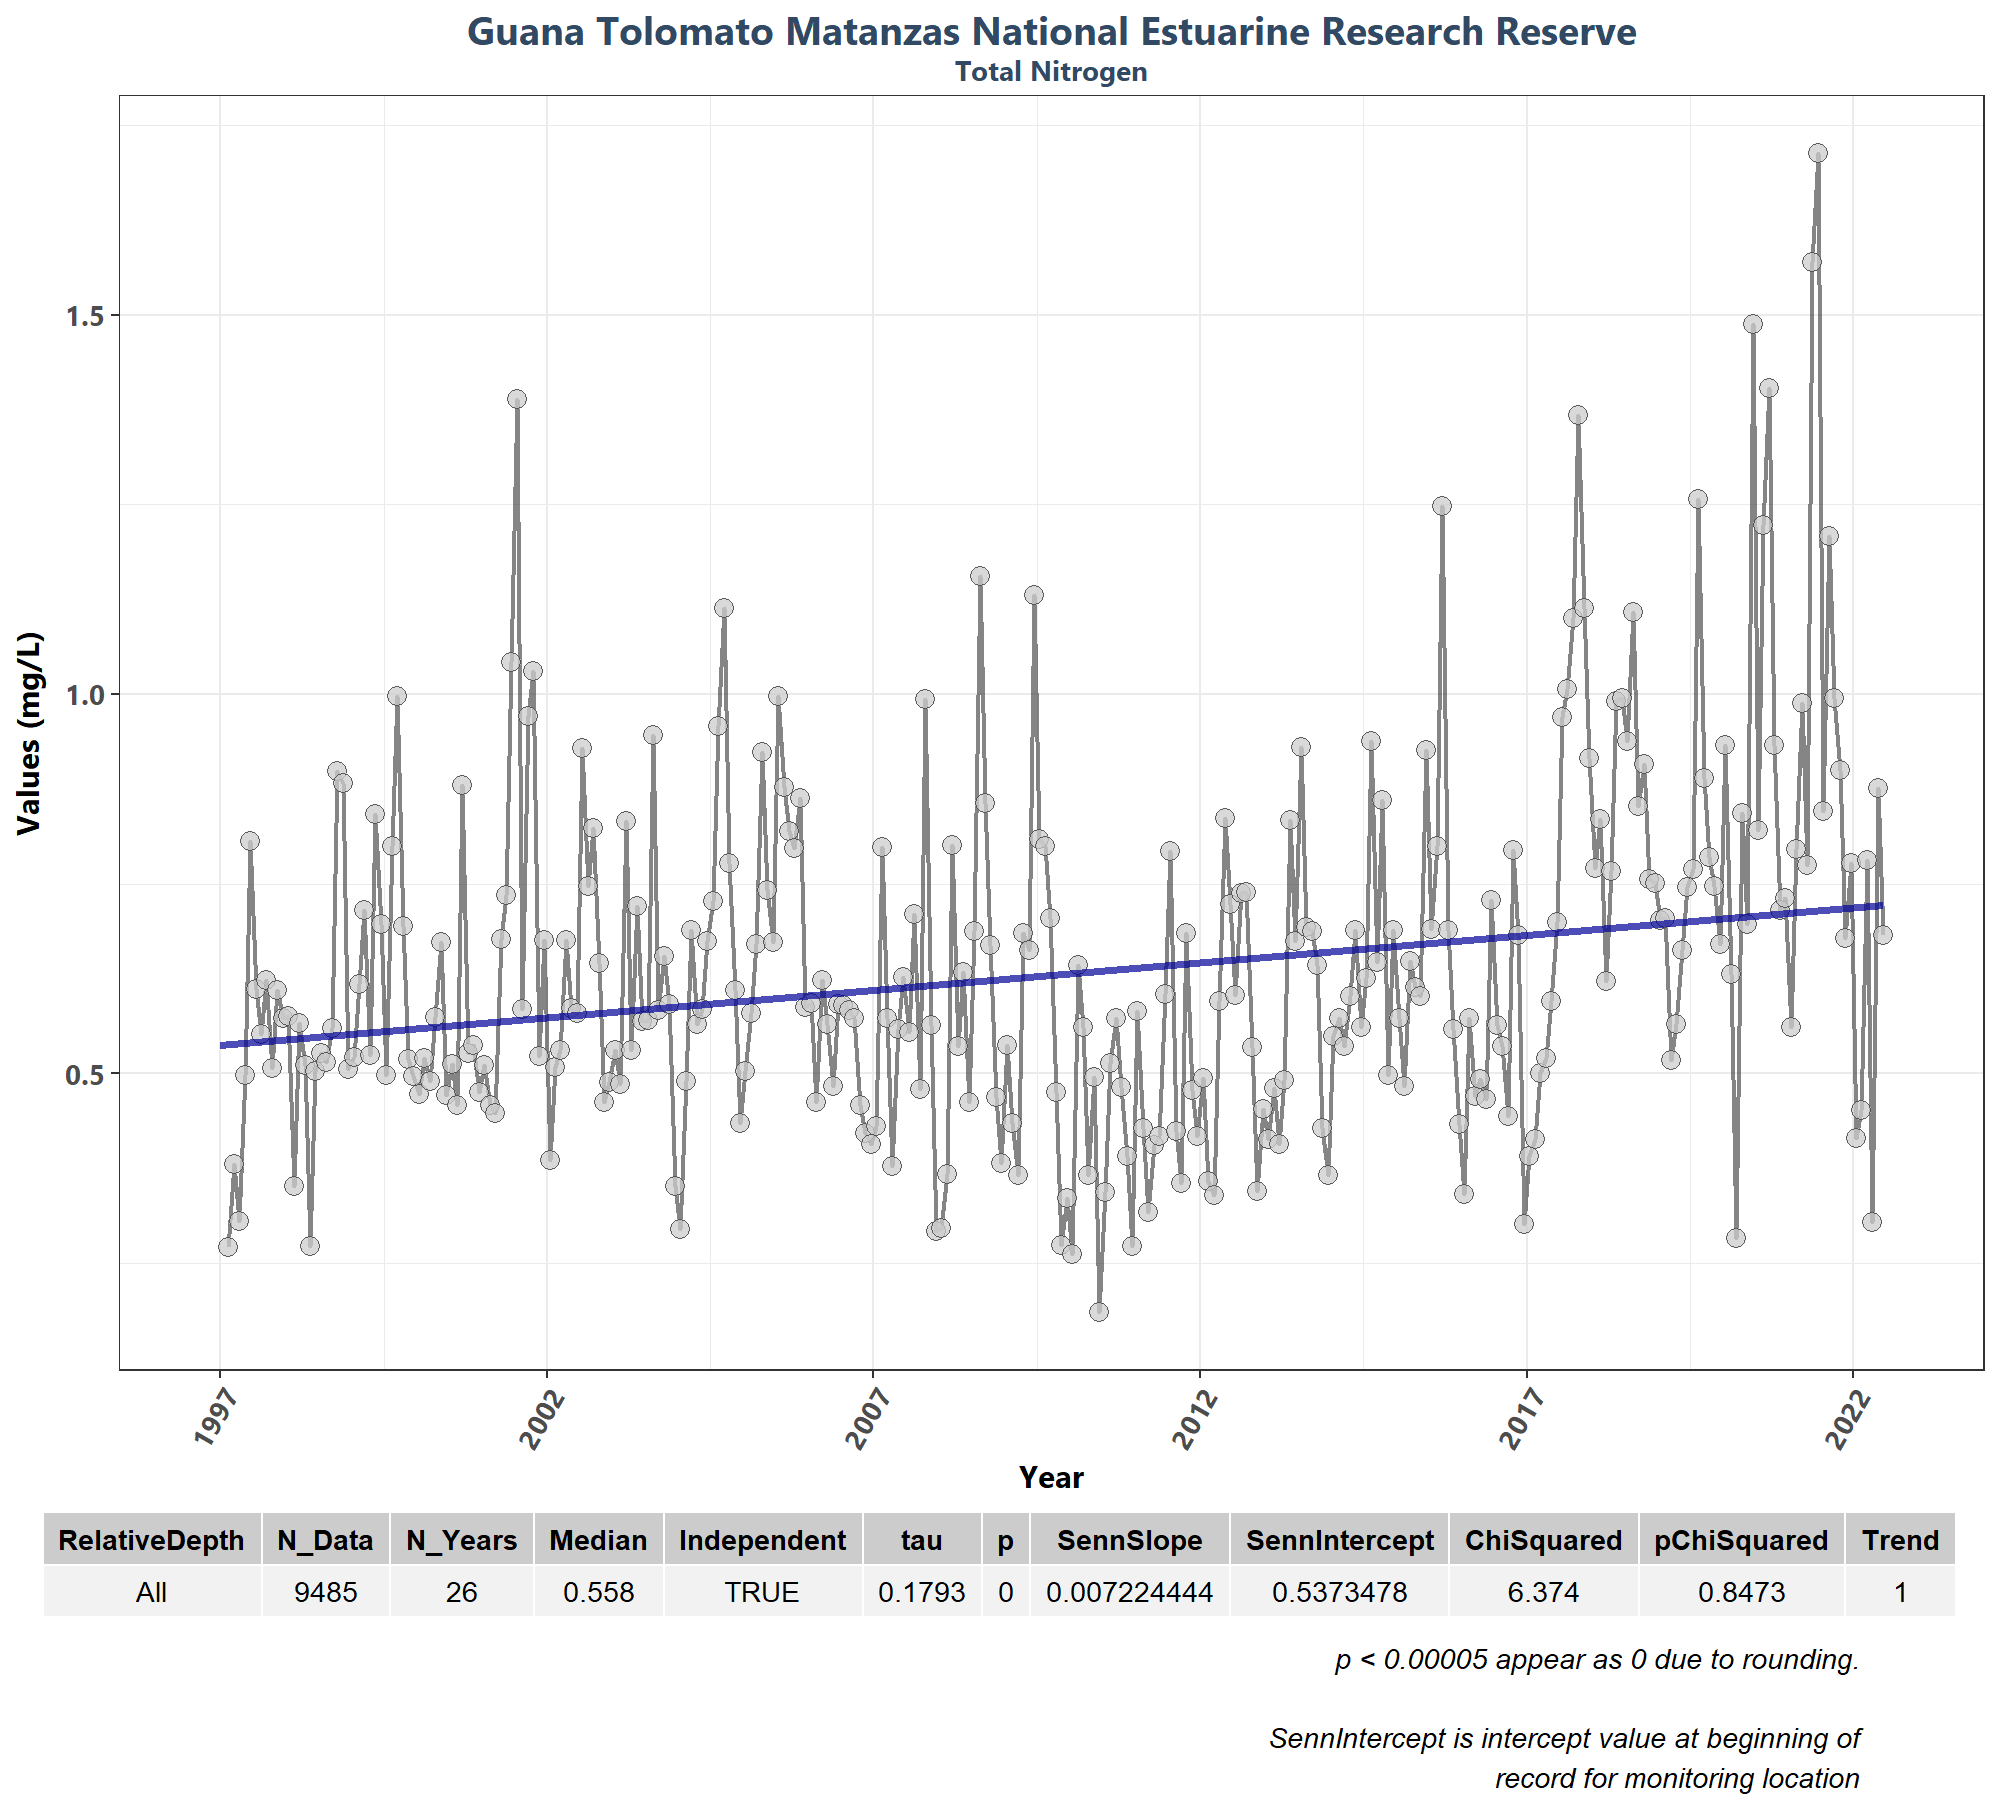 Guana Tolomato Matanzas National Estuarine Research Reserve
Total Nitrogen
Values (mg/L)
1.5
1.0
0.5
1997 2002 2007 2012 2017 2022
Year
RelativeDepth N_Data N_Years Median Independent tau p SennSlope SennIntercept ChiSquared pChiSquared Trend
All 9485 26 0.558 TRUE 0.1793 0 0.007224444 0.5373478 6.374 0.8473 1
p < 0.00005 appear as 0 due to rounding.
SennIntercept is intercept value at beginning of
record for monitoring location